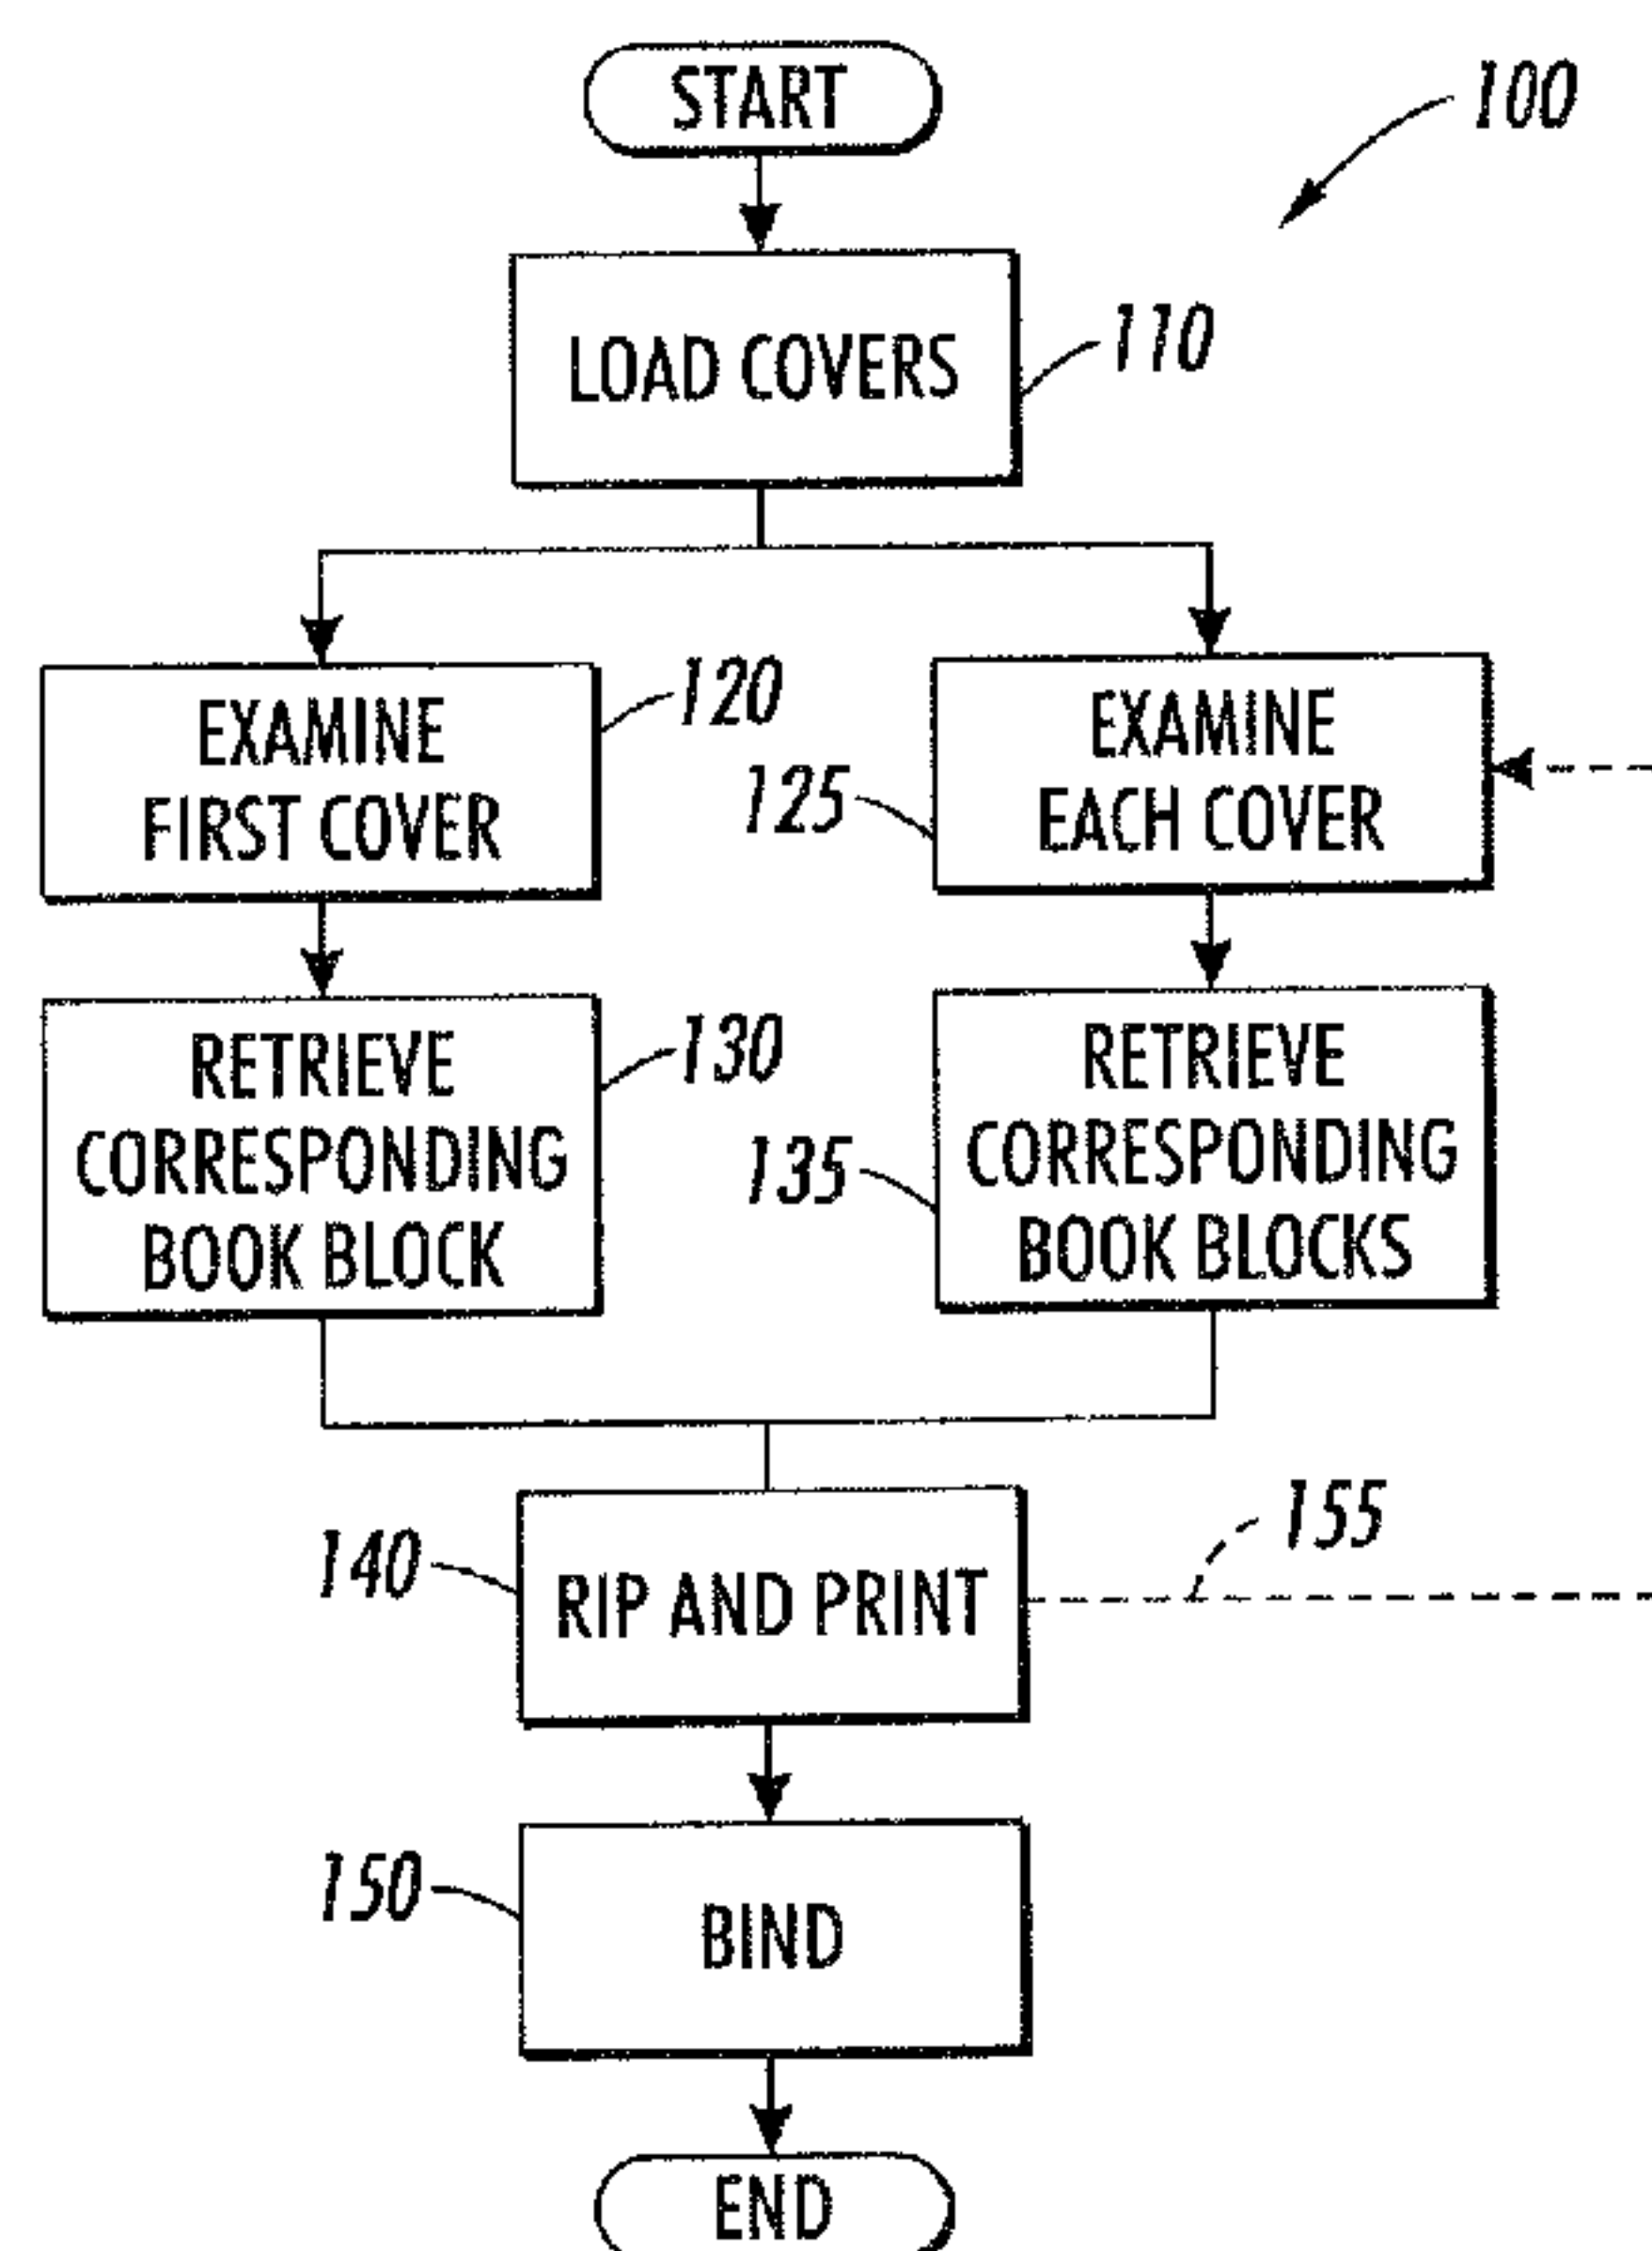 START
100
LOAD COVERS
110
EXAMINE
FIRST COVER
120
125
EXAMINE
EACH COVER
RETRIEVE
CORRESPONDING
BOOK BLOCK
130
135
RETRIEVE
CORRESPONDING
BOOK BLOCKS
140
RIP AND PRINT
155
150
BIND
END